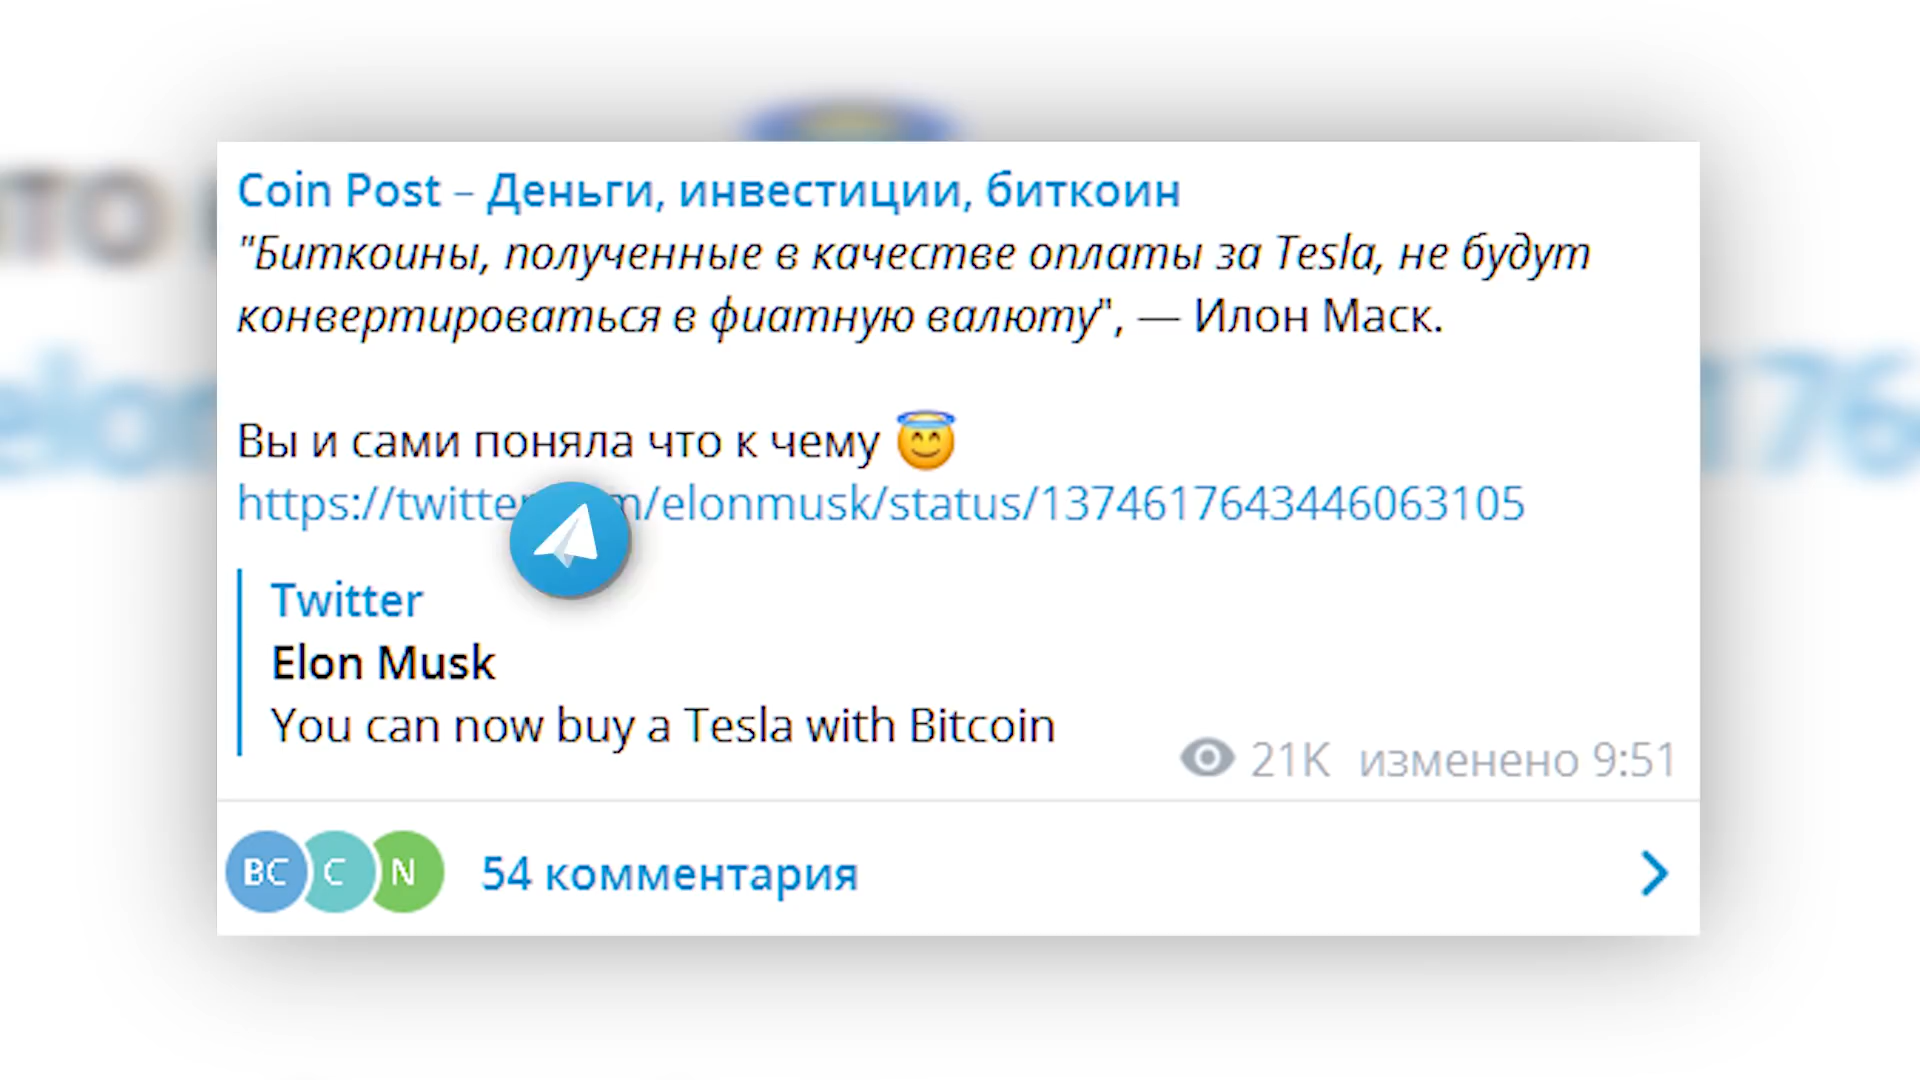 Coin Post – Деньги, инвестиции, биткоин
"Биткоины, полученные в качестве оплаты за Tesla, не будут
конвертироваться в фиатную валюту", — Илон Маск.
Вы и сами поняла что к чему 😇
https://twitter m/elonmusk/status/1374617643446063105
Twitter
Elon Musk
You can now buy a Tesla with Bitcoin
21K изменено 9:51
BC C N 54 комментария